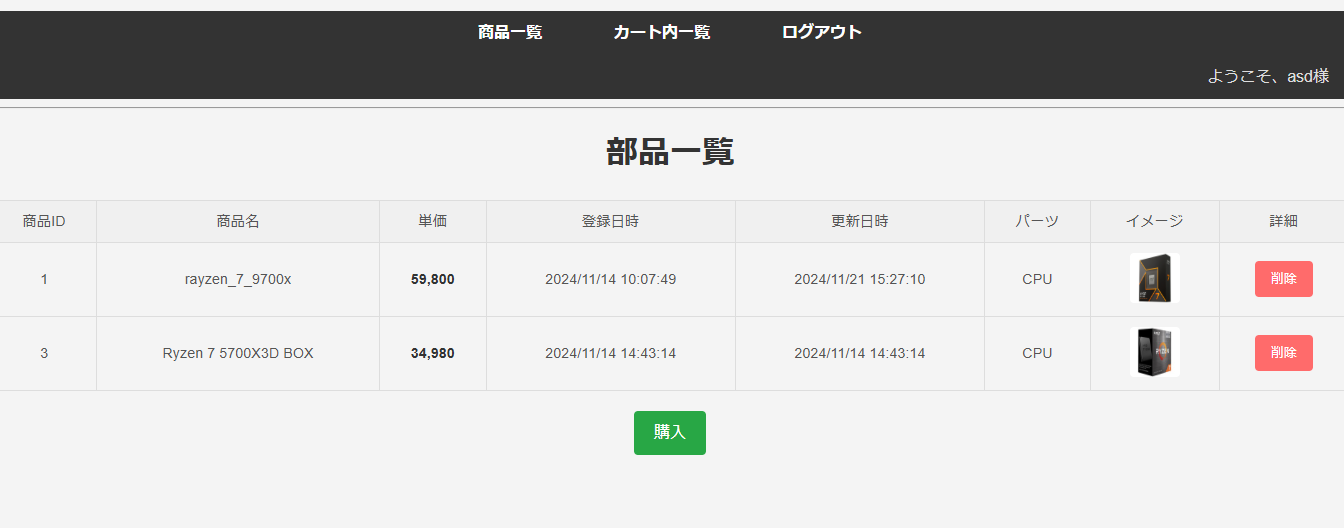 商品一覧 カート内一覧 ログアウト
ようこそ、asd様
部品一覧
商品ID 商品名 単価 登録日時 更新日時 パーツ イメージ 詳細
1 rayzen_7_9700x 59,800 2024/11/14 10:07:49 2024/11/21 15:27:10 CPU 削除
3 Ryzen 7 5700X3D BOX 34,980 2024/11/14 14:43:14 2024/11/14 14:43:14 CPU 削除
購入